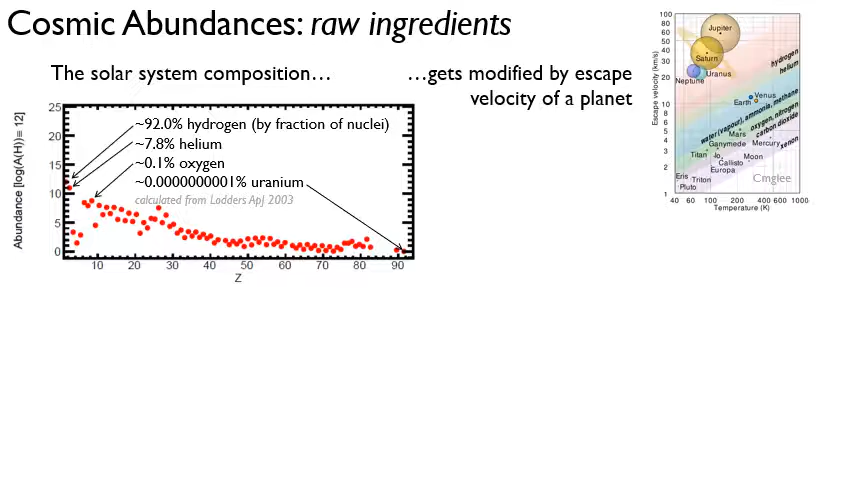 Cosmic Abundances: raw ingredients
The solar system composition…
…gets modified by escape
velocity of a planet
Abundance [log(A(H))≡ 12]
25
20
15
10
5
0
~92.0% hydrogen (by fraction of nuclei)
~7.8% helium
~0.1% oxygen
~0.0000000001% uranium
calculated from Lodders ApJ 2003
10 20 30 40 50 60 70 80 90
Z
Escape velocity (km/s)
100
80
60
50
40
30
20
10
8
6
5
4
3
2
1
Jupiter
Saturn
Uranus
Neptune
hydrogen
helium
Venus
Earth
water (vapour), ammonia, methane
oxygen, nitrogen
carbon dioxide
xenon
Mars
Ganymede
Mercury
Titan
Io
Moon
Callisto
Europa
Eris
Triton
Pluto
Cmglee
40 60 100 200 400 600 1000
Temperature (K)